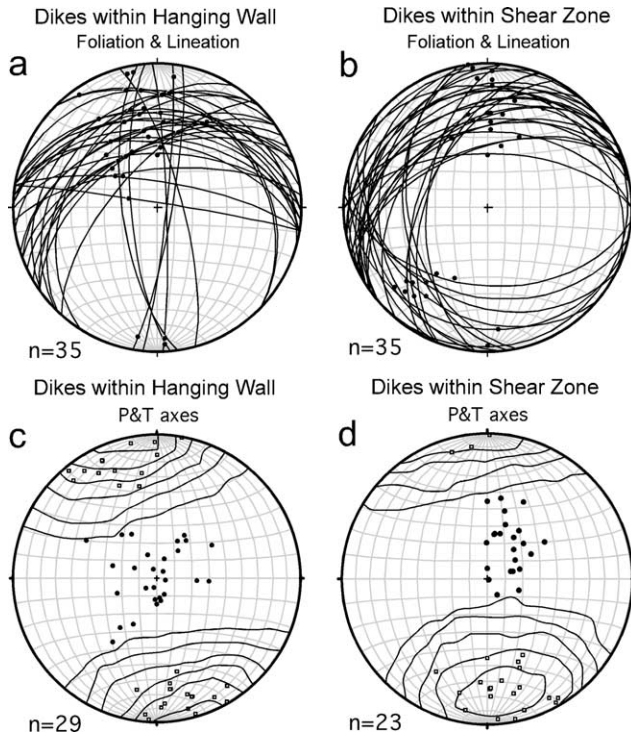 Dikes within Hanging Wall
Foliation & Lineation
a
n=35
Dikes within Shear Zone
Foliation & Lineation
b
n=35
Dikes within Hanging Wall
P&T axes
c
n=29
Dikes within Shear Zone
P&T axes
d
n=23